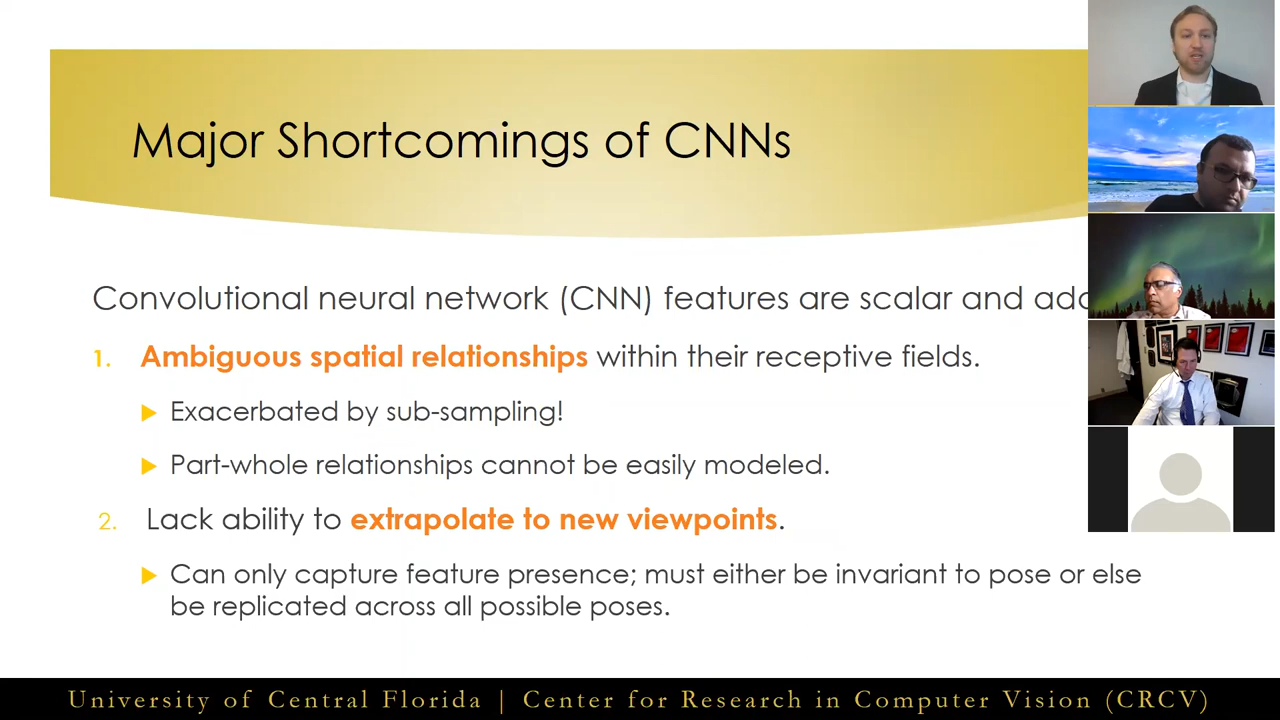 Major Shortcomings of CNNs
Convolutional neural network (CNN) features are scalar and
1. Ambiguous spatial relationships within their receptive fields.
Exacerbated by sub-sampling!
Part-whole relationships cannot be easily modeled.
2. Lack ability to extrapolate to new viewpoints.
Can only capture feature presence; must either be invariant to pose or else
be replicated across all possible poses.
University of Central Florida | Center for Research in Computer Vision (CRCV)